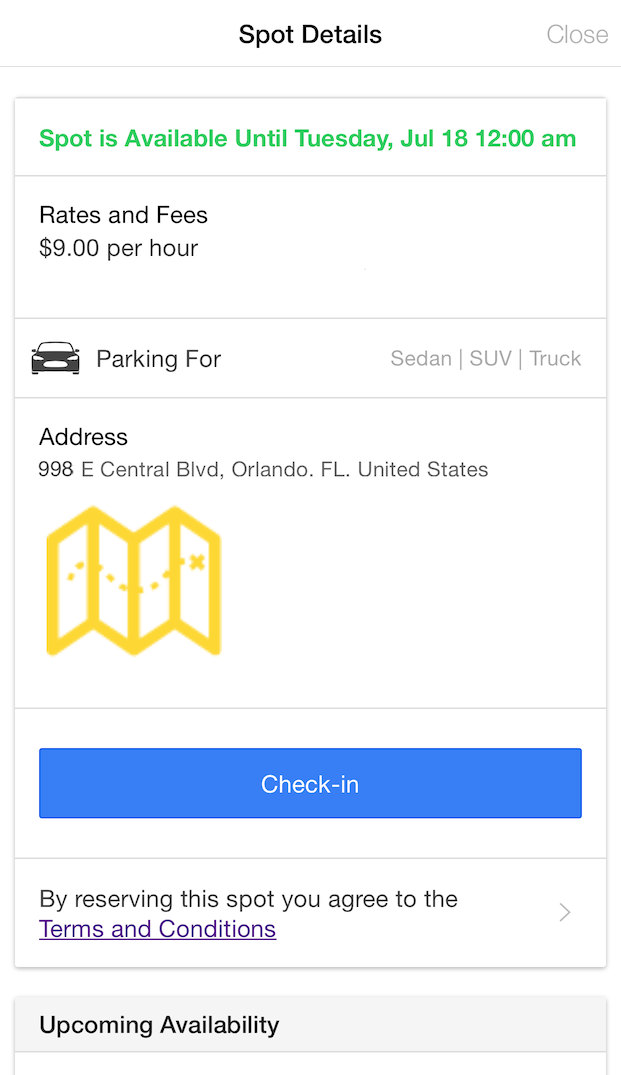 Spot Details
Close
Spot is Available Until Tuesday, Jul 18 12:00 am
Rates and Fees
$9.00 per hour
Parking For
Sedan | SUV | Truck
Address
998 E Central Blvd, Orlando. FL. United States
Check-in
By reserving this spot you agree to the
Terms and Conditions
Upcoming Availability